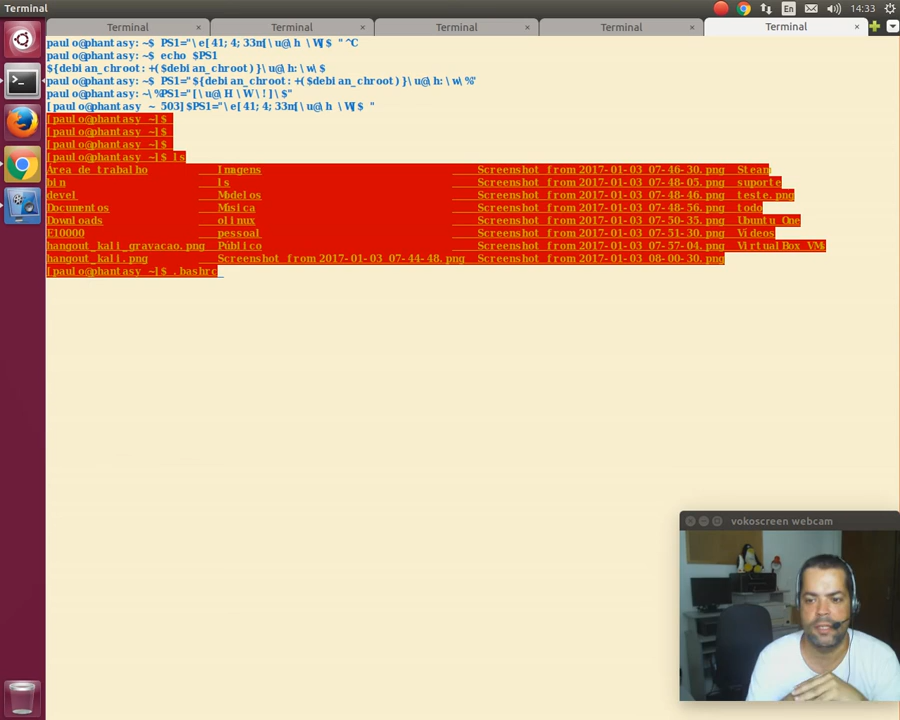 Terminal
En
14:33
Terminal × Terminal × Terminal × Terminal × Terminal ×
paulo@phantasy:~$ PS1="\e[41;4;33m[\u@\h \W]$ "^C
paulo@phantasy:~$ echo $PS1
${debian_chroot:+($debian_chroot)}\u@\h:\w\$
paulo@phantasy:~$ PS1="${debian_chroot:+($debian_chroot)}\u@\h:\w\%"
paulo@phantasy:~\%PS1="[\u@\H \W \!]\$"
[paulo@phantasy ~ 503]$PS1="\e[41;4;33m[\u@\h \W]$ "
[paulo@phantasy ~]$
[paulo@phantasy ~]$
[paulo@phantasy ~]$
[paulo@phantasy ~]$ ls
Área de trabalho Imagens Screenshot from 2017-01-03 07-46-30.png Steam
bin ls Screenshot from 2017-01-03 07-48-05.png suporte
devel Modelos Screenshot from 2017-01-03 07-48-46.png teste.png
Documentos Música Screenshot from 2017-01-03 07-48-56.png todo
Downloads olinux Screenshot from 2017-01-03 07-50-35.png Ubuntu One
E10000 pessoal Screenshot from 2017-01-03 07-51-30.png Vídeos
hangout_kali_gravacao.png Público Screenshot from 2017-01-03 07-57-04.png VirtualBox VMs
hangout_kali.png Screenshot from 2017-01-03 07-44-48.png Screenshot from 2017-01-03 08-00-30.png
[paulo@phantasy ~]$ .bashrc_
vokoscreen webcam